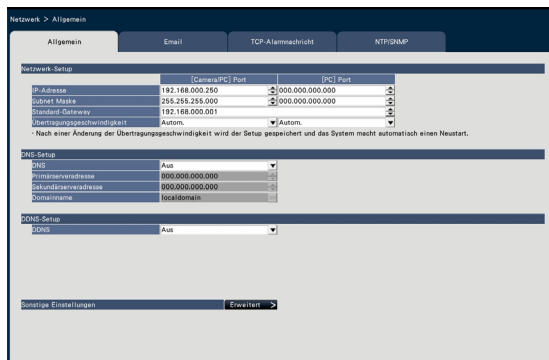 Netzwerk > Allgemein
Allgemein Email TCP-Alarmnachricht NTP/SNMP
Netzwerk-Setup
[Camera/PC] Port [PC] Port
IP-Adresse 192.168.000.250 000.000.000.000
Subnet Maske 255.255.255.000 000.000.000.000
Standard-Gateway 192.168.000.001
Übertragungsgeschwindigkeit Autom. Autom.
· Nach einer Änderung der Übertragungsgeschwindigkeit wird der Setup gespeichert und das System macht automatisch einen Neustart.
DNS-Setup
DNS Aus
Primärserveradresse 000.000.000.000
Sekundärserveradresse 000.000.000.000
Domainname localdomain
DDNS-Setup
DDNS Aus
Sonstige Einstellungen Erweitert >